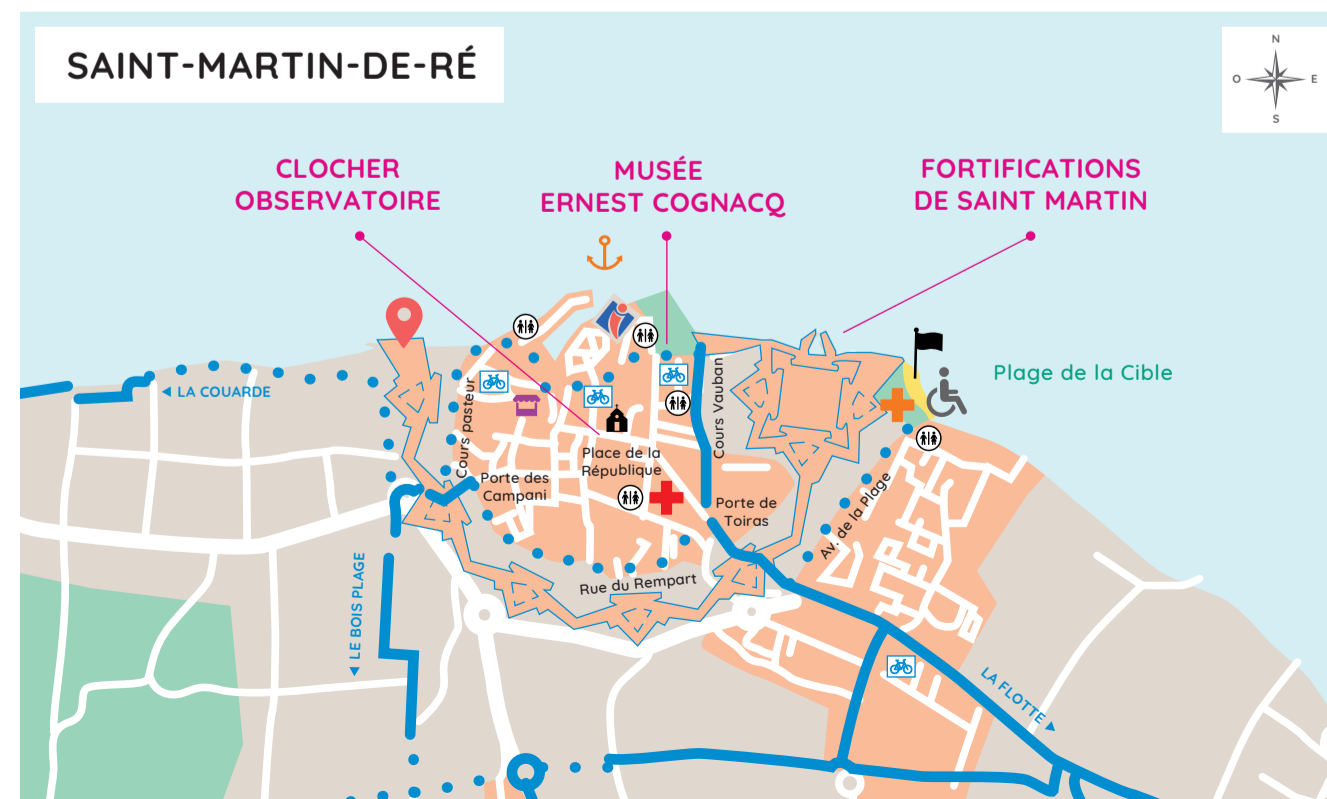 SAINT-MARTIN-DE-RÉ
N
O
E
S
CLOCHER
OBSERVATOIRE
MUSÉE
ERNEST COGNACQ
FORTIFICATIONS
DE SAINT MARTIN
Plage de la Cible
◄ LA COUARDE
Cours pasteur
Cours Vauban
Place de la
République
Porte des
Campani
Porte de
Toiras
Av. de la Plage
Rue du Rempart
◄ LE BOIS PLAGE
LA FLOTTE ►